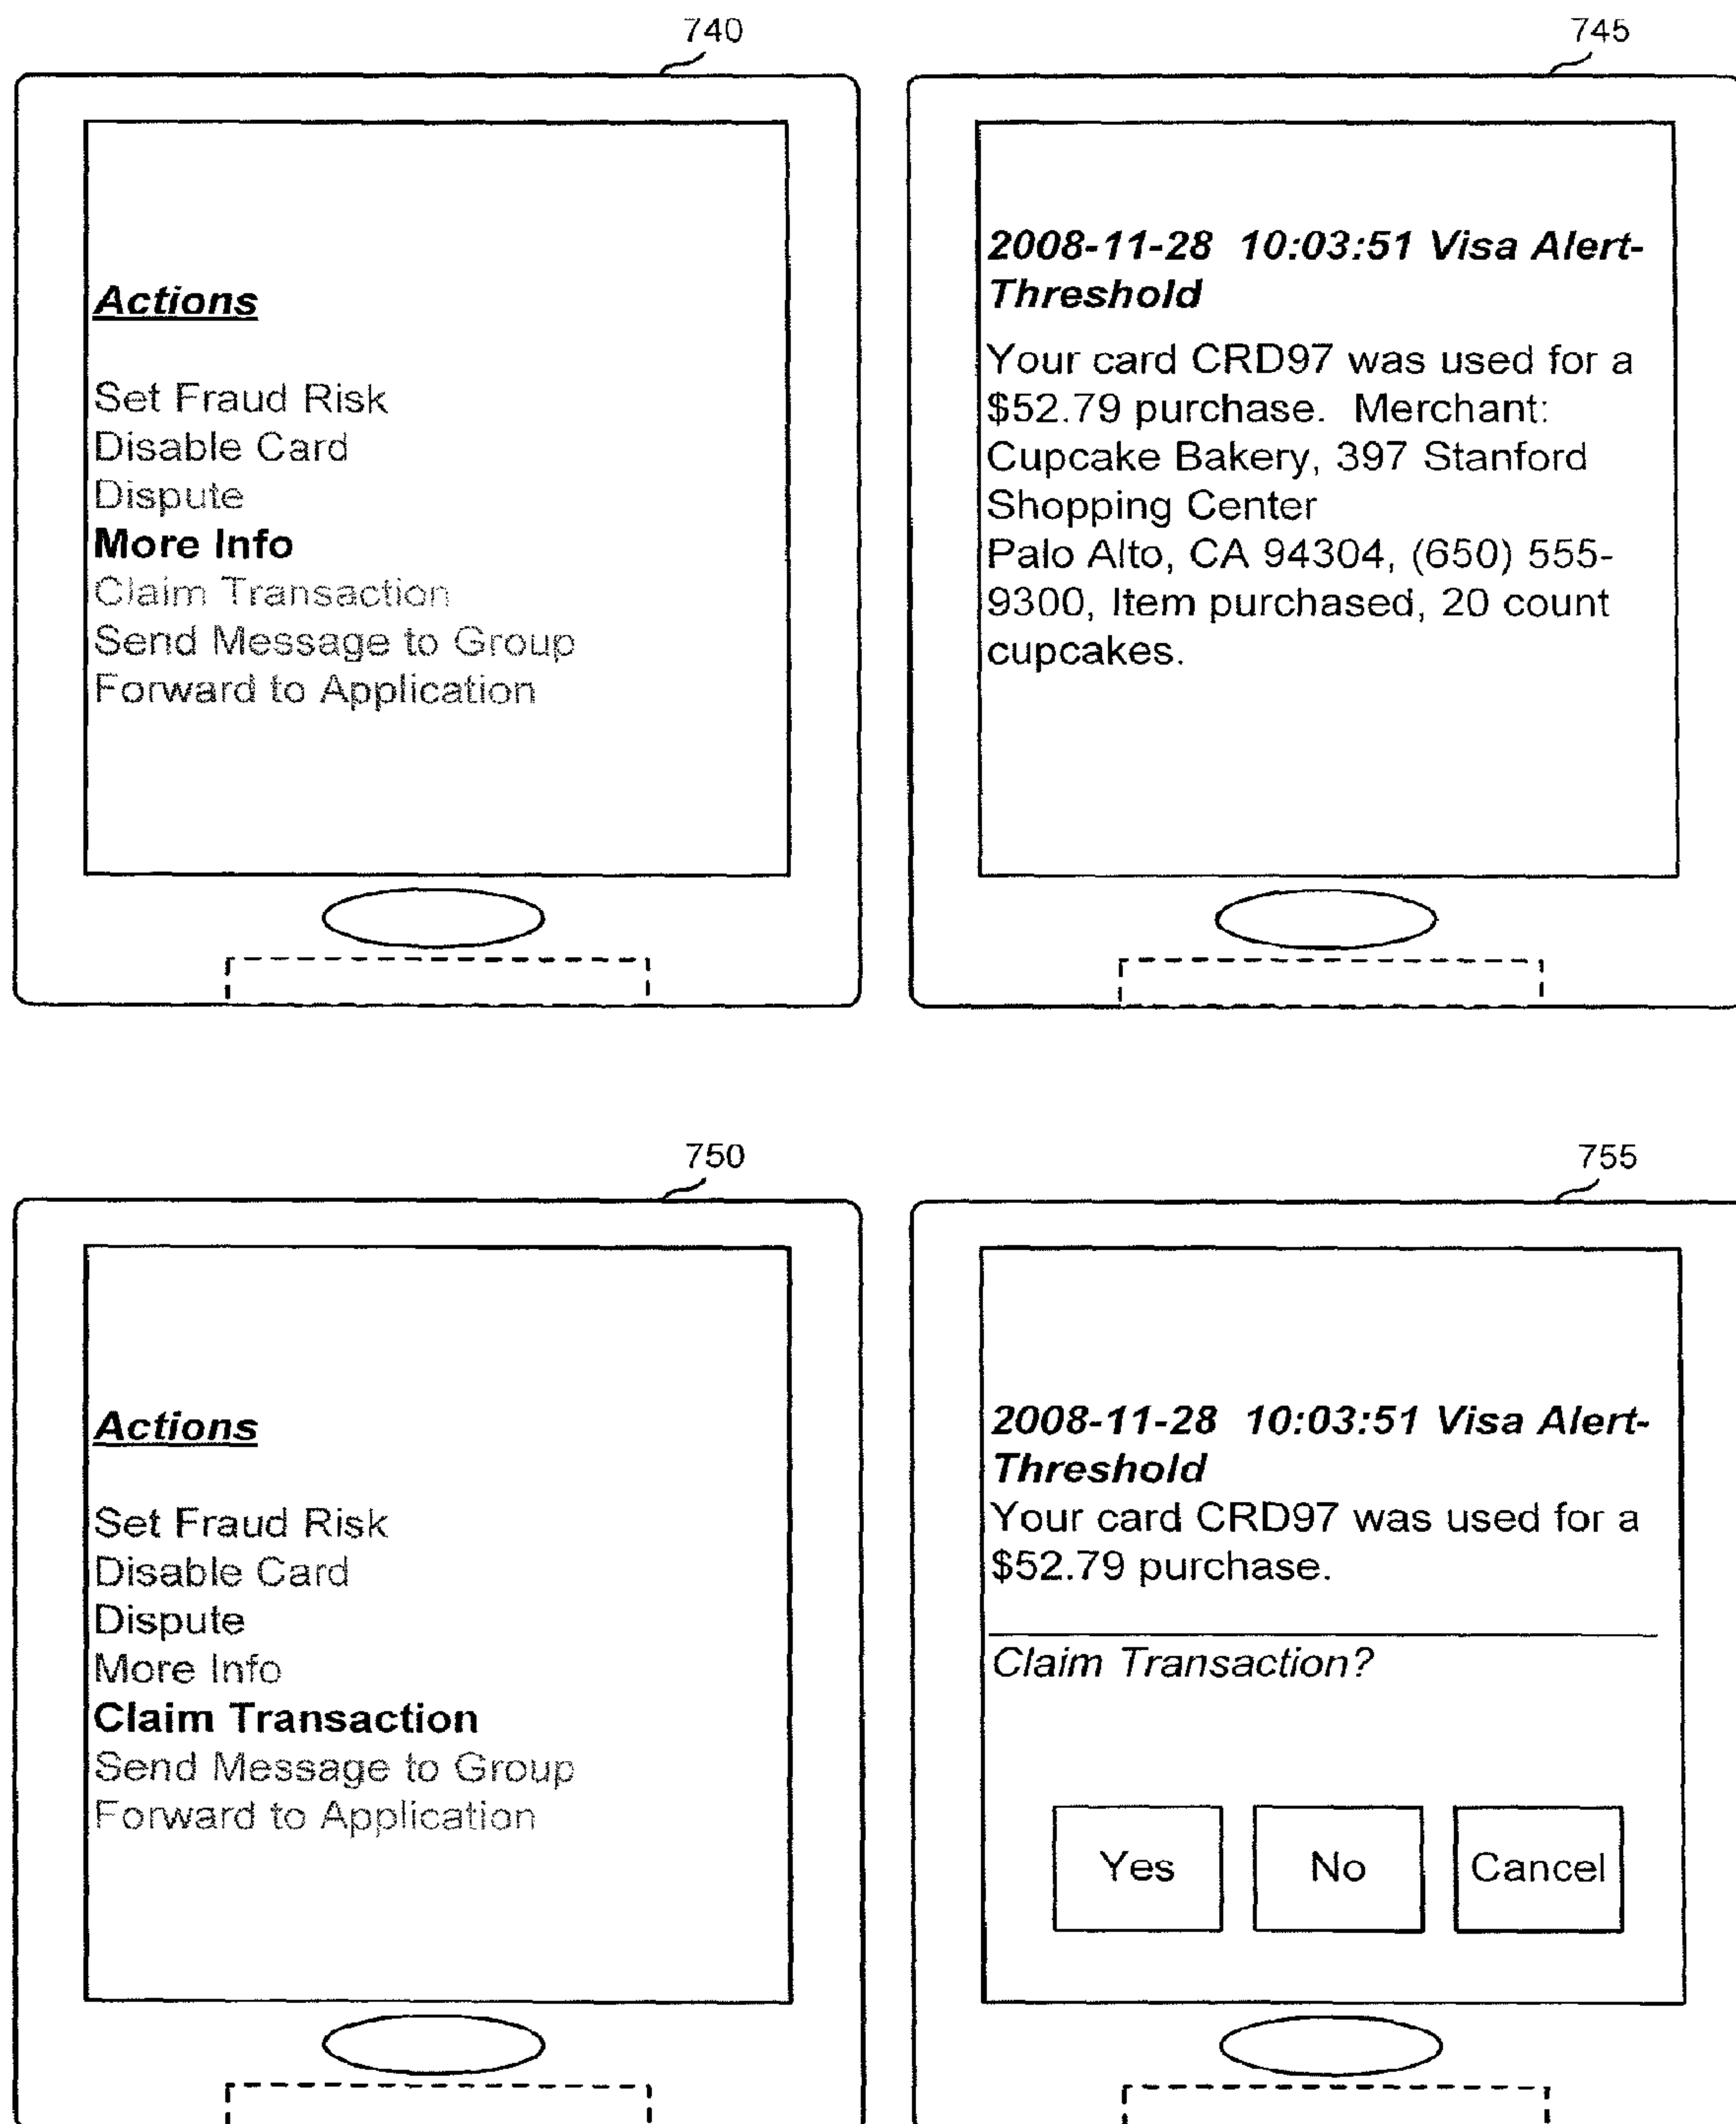 740
Actions
Set Fraud Risk
Disable Card
Dispute
More Info
Claim Transaction
Send Message to Group
Forward to Application
745
2008-11-28 10:03:51 Visa Alert-
Threshold
Your card CRD97 was used for a
$52.79 purchase. Merchant:
Cupcake Bakery, 397 Stanford
Shopping Center
Palo Alto, CA 94304, (650) 555-
9300, Item purchased, 20 count
cupcakes.
750
Actions
Set Fraud Risk
Disable Card
Dispute
More Info
Claim Transaction
Send Message to Group
Forward to Application
755
2008-11-28 10:03:51 Visa Alert-
Threshold
Your card CRD97 was used for a
$52.79 purchase.
Claim Transaction?
Yes No Cancel